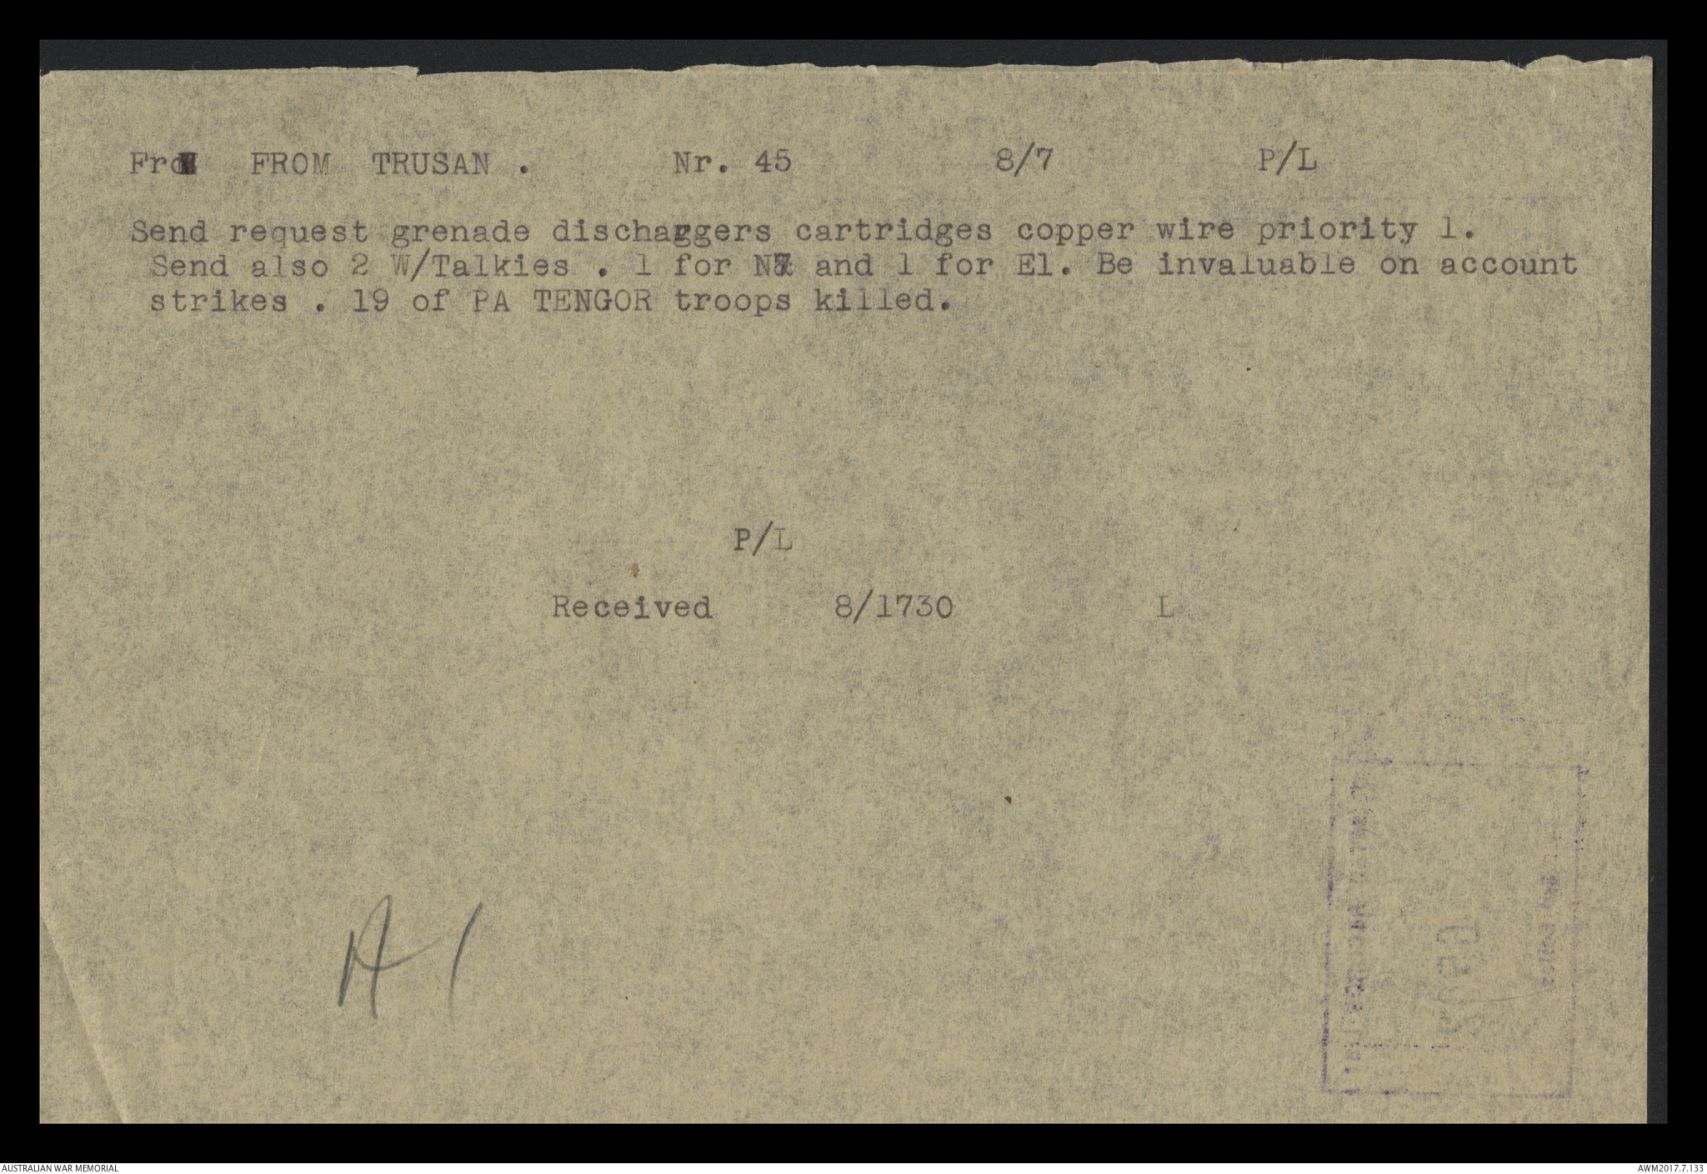 FROM TRUSAN . Nr. 45 8/7 P/L
Send request grenade dischaggers cartridges copper wire priority 1.
Send also 2 W/Talkies . 1 for and 1 for El. Be invaluable on account
strikes . 19 of PA TENGOR troops killed.
P/L
Received 8/1730 L
A 1
AUSTRALIAN WAR MEMORIAL
AWM2017.7.133